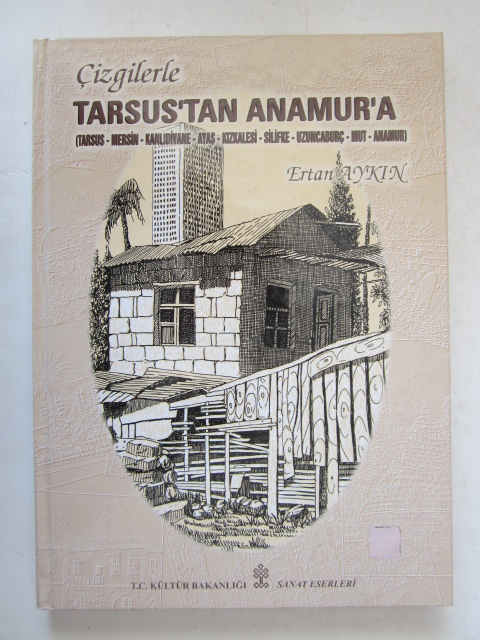 Çizgilerle
TARSUS'TAN ANAMUR'A
(TARSUS - MERSİN - KANLIDİVANE - AYAŞ - KIZKALESİ - SİLİFKE - UZUNCABURÇ - MUT - ANAMUR)
Ertan AYKIN
T.C. KÜLTÜR BAKANLIĞI SANAT ESERLERİ